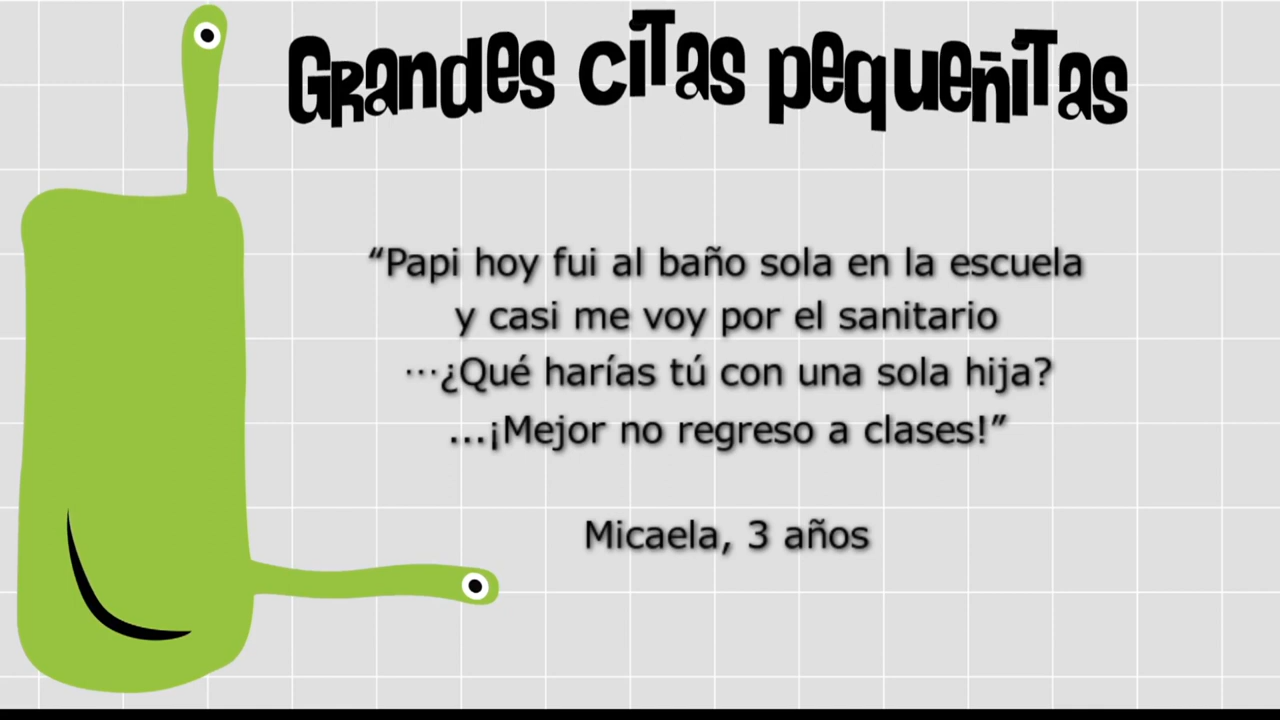 Grandes citas pequeñitas
“Papi hoy fui al baño sola en la escuela
y casi me voy por el sanitario
…¿Qué harías tú con una sola hija?
...¡Mejor no regreso a clases!”
Micaela, 3 años